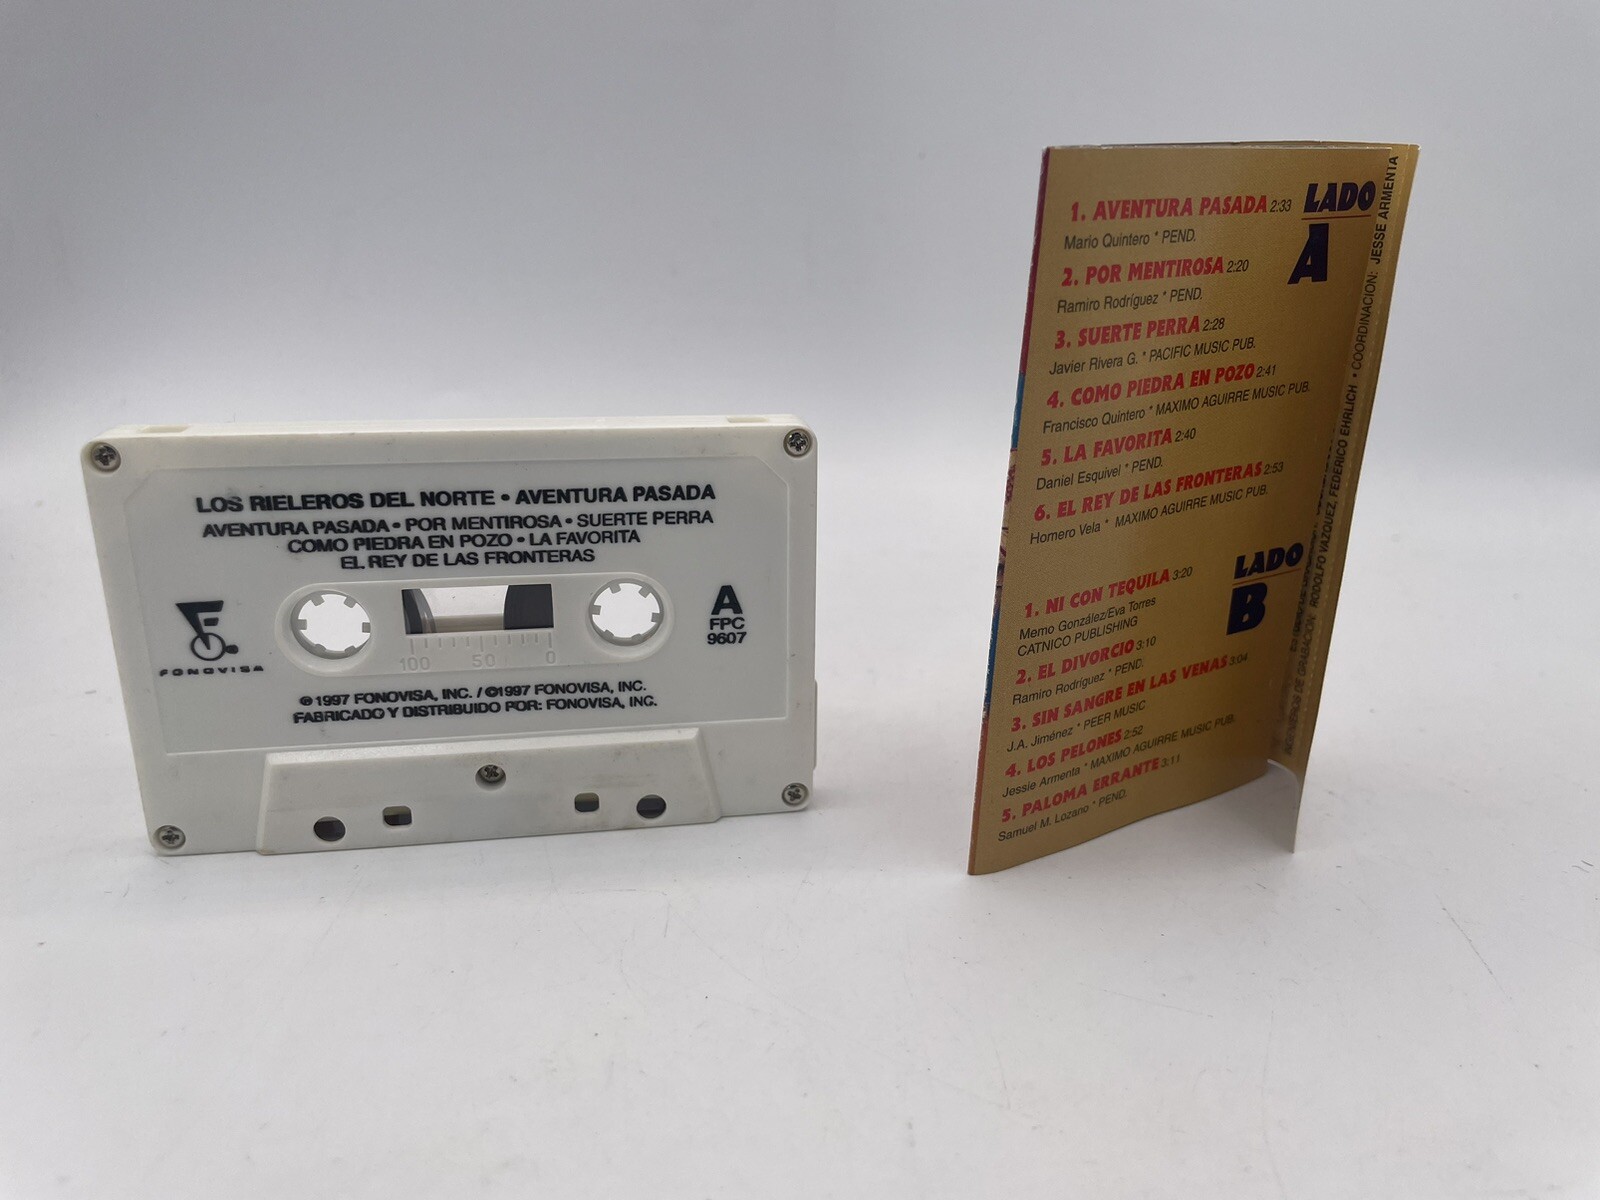 LOS RIELEROS DEL NORTE • AVENTURA PASADA
AVENTURA PASADA • POR MENTIROSA • SUERTE PERRA
COMO PIEDRA EN POZO • LA FAVORITA
EL REY DE LAS FRONTERAS
FONOVISA
A
FPC
9607
100 50 0
℗1997 FONOVISA, INC. / ©1997 FONOVISA, INC.
FABRICADO Y DISTRIBUIDO POR: FONOVISA, INC.
LADO
A
1. AVENTURA PASADA 2:33
Mario Quintero * PEND.
2. POR MENTIROSA 2:20
Ramiro Rodríguez * PEND.
3. SUERTE PERRA 2:28
Javier Rivera G. * PACIFIC MUSIC PUB.
4. COMO PIEDRA EN POZO 2:41
Francisco Quintero * MAXIMO AGUIRRE MUSIC PUB.
5. LA FAVORITA 2:40
Daniel Esquivel * PEND.
6. EL REY DE LAS FRONTERAS 2:53
Homero Vela * MAXIMO AGUIRRE MUSIC PUB.
LADO
B
1. NI CON TEQUILA 3:20
Memo González/Eva Torres
CATNICO PUBLISHING
2. EL DIVORCIO 3:10
Ramiro Rodríguez * PEND.
3. SIN SANGRE EN LAS VENAS 3:04
J.A. Jiménez * PEER MUSIC
4. LOS PELONES 2:52
Jessie Armenta * MAXIMO AGUIRRE MUSIC PUB.
5. PALOMA ERRANTE 3:11
Samuel M. Lozano * PEND.
INGENIEROS DE GRABACION: RODOLFO VAZQUEZ, FEDERICO EHRLICH • COORDINACION: JESSE ARMENTA